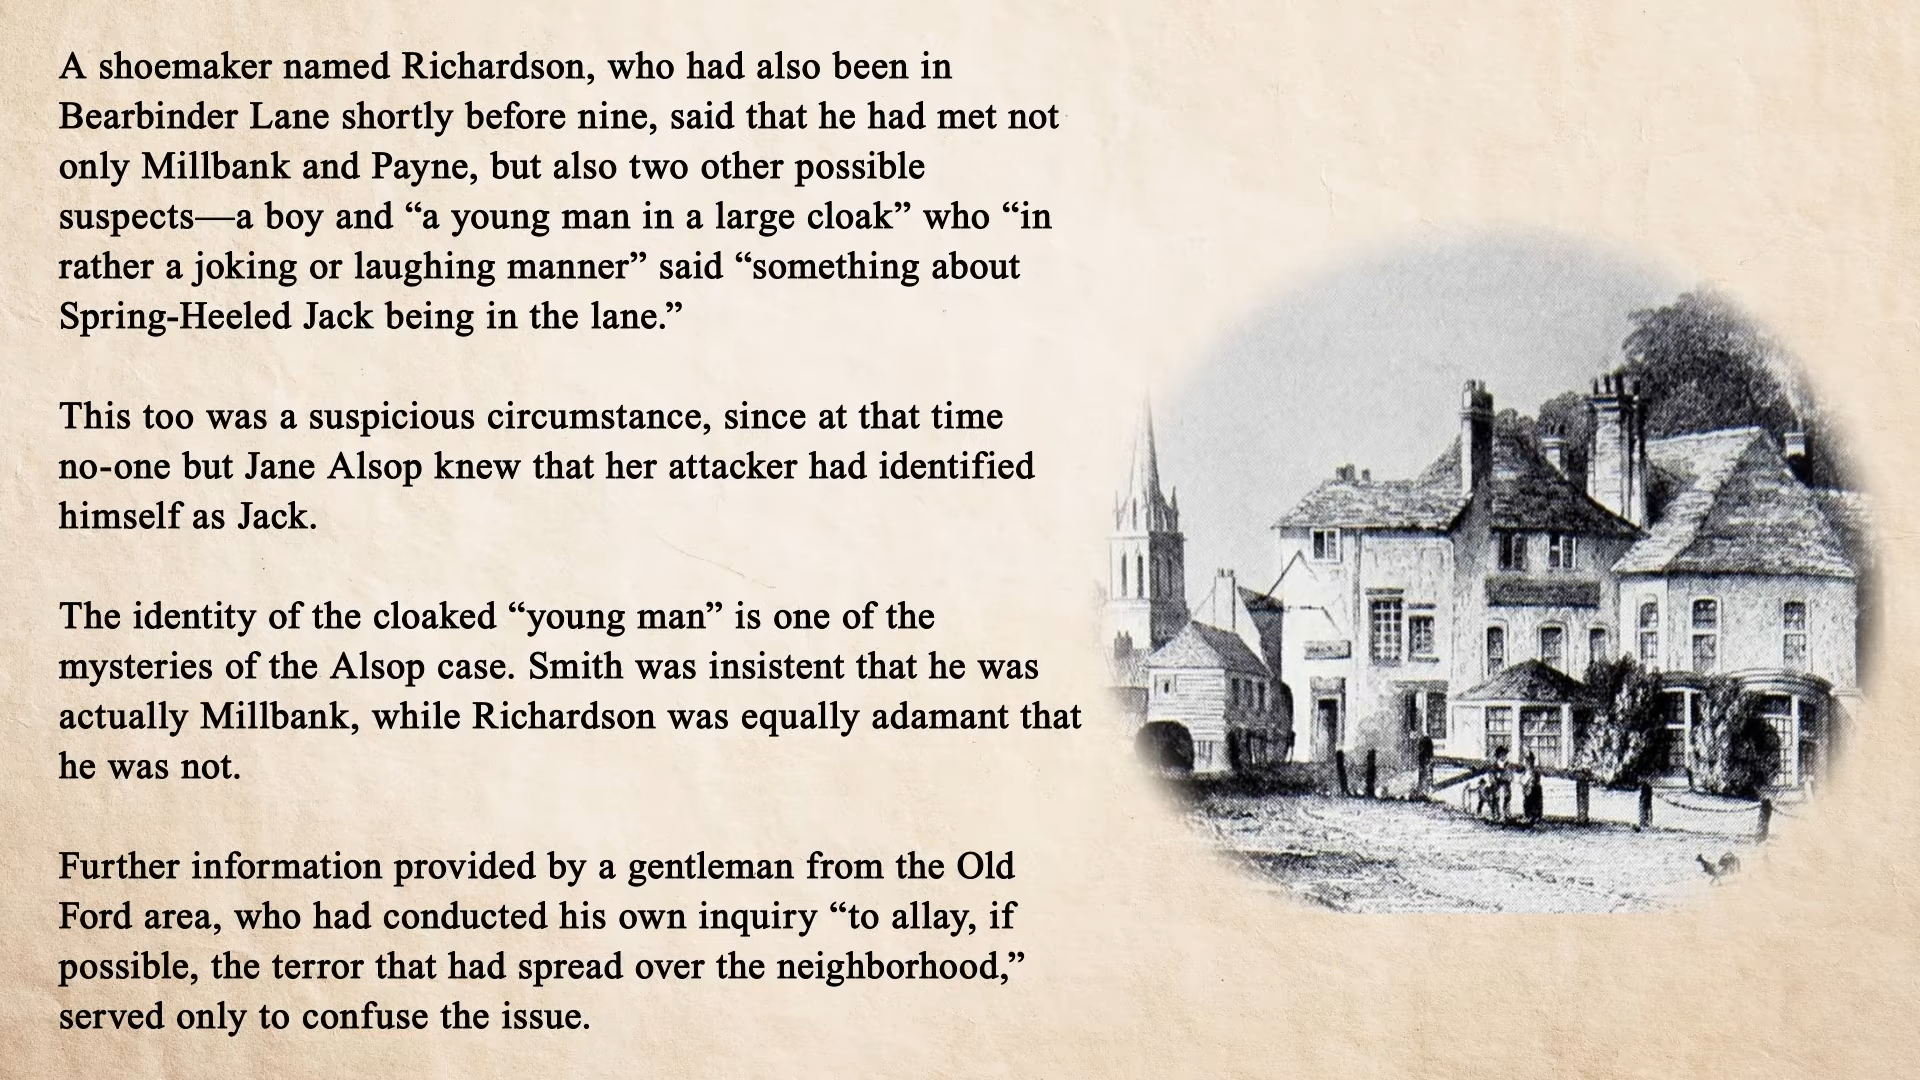 A shoemaker named Richardson, who had also been in
Bearbinder Lane shortly before nine, said that he had met not
only Millbank and Payne, but also two other possible
suspects—a boy and “a young man in a large cloak” who “in
rather a joking or laughing manner” said “something about
Spring-Heeled Jack being in the lane.”
This too was a suspicious circumstance, since at that time
no-one but Jane Alsop knew that her attacker had identified
himself as Jack.
The identity of the cloaked “young man” is one of the
mysteries of the Alsop case. Smith was insistent that he was
actually Millbank, while Richardson was equally adamant that
he was not.
Further information provided by a gentleman from the Old
Ford area, who had conducted his own inquiry “to allay, if
possible, the terror that had spread over the neighborhood,”
served only to confuse the issue.